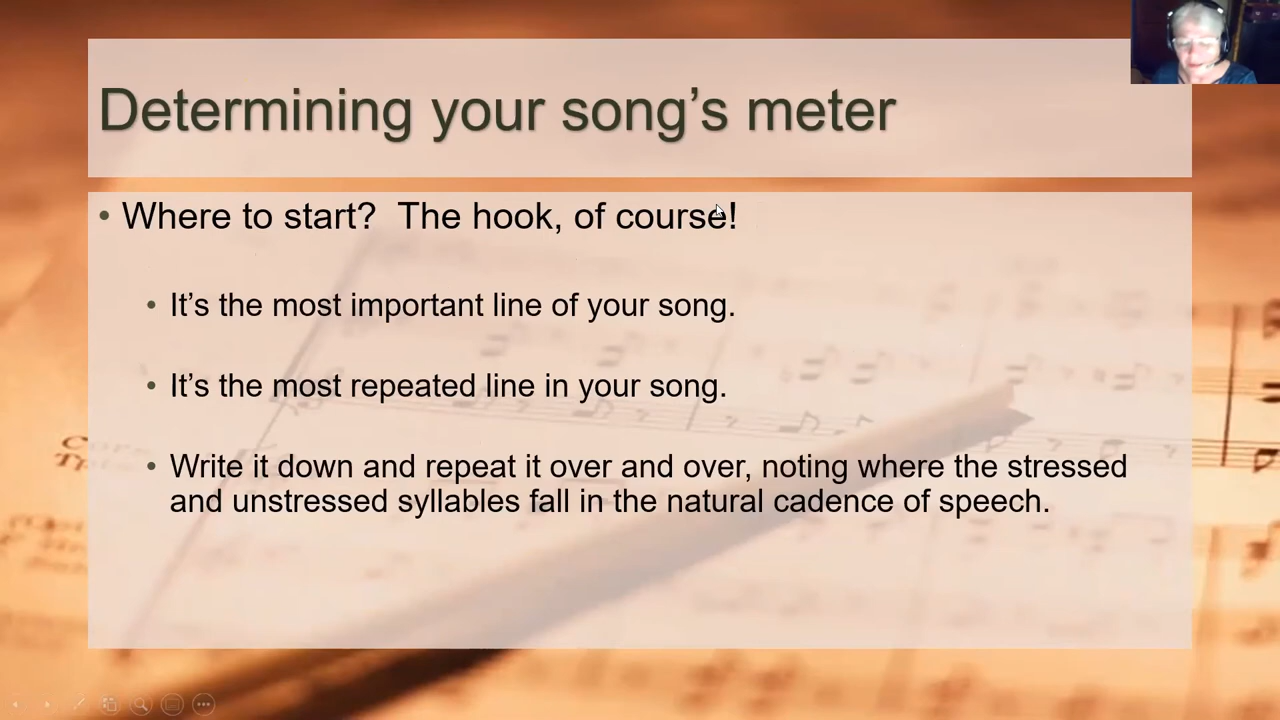 Determining your song's meter
• Where to start?  The hook, of course!
• It's the most important line of your song.
• It's the most repeated line in your song.
• Write it down and repeat it over and over, noting where the stressed
and unstressed syllables fall in the natural cadence of speech.